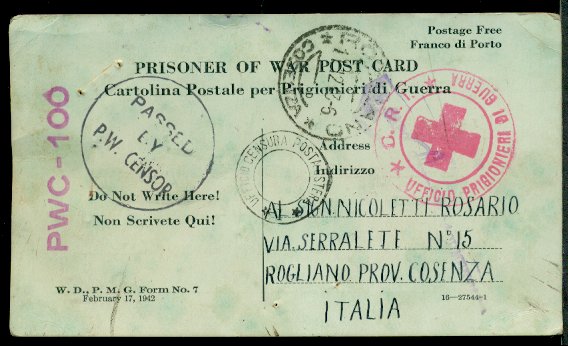 Postage Free
Franco di Porto
PRISONER OF WAR POST CARD
Cartolina Postale per Prigionieri di Guerra
PWC-100
PASSED
BY
P.W. CENSOR
COSENZA
C. R. I.
UFFICIO PRIGIONIERI DI GUERRA
UFFICIO CENSURA POSTA ESTERA
Address
Indirizzo
Do Not Write Here!
Non Scrivete Qui!
AL SIGN. NICOLETTI ROSARIO
VIA. SERRALETE Nº 15
ROGLIANO PROV. COSENZA
ITALIA
W. D., P. M. G. Form No. 7
February 17, 1942
16—27544-1